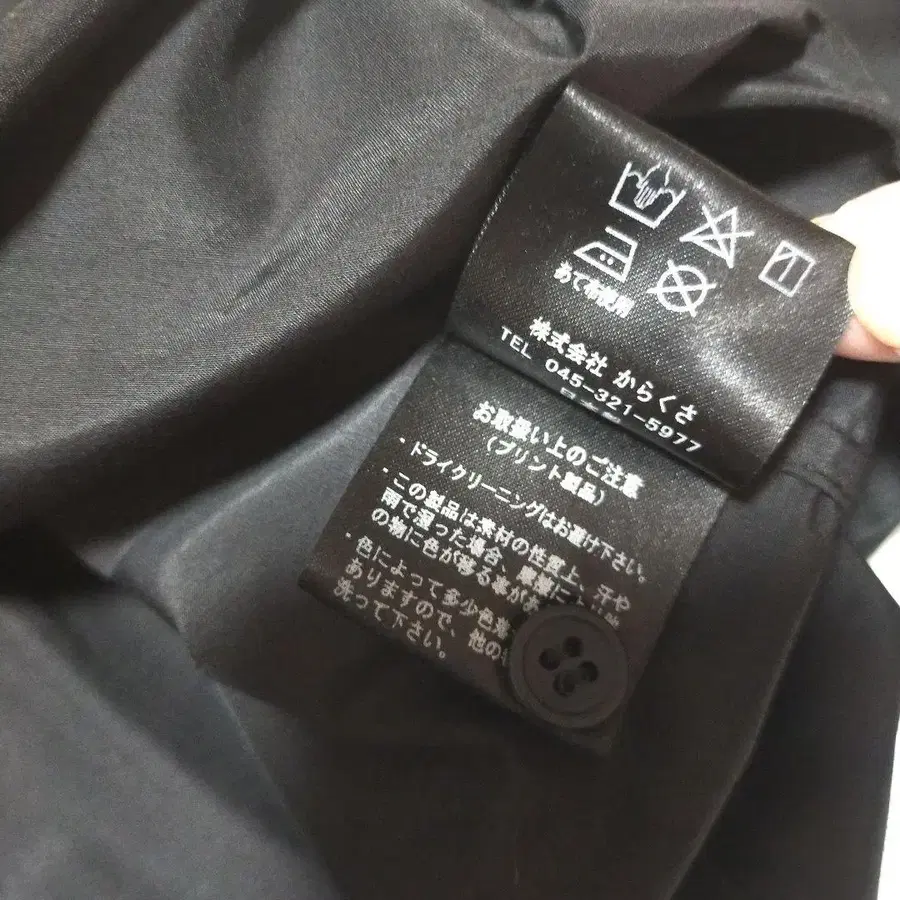 あて布使用
株式会社 からくさ
TEL 045-321-5977
お取扱い上のご注意
(プリント製品)
・ドライクリーニングはお避け下さい。
・この製品は素材の性質上、汗や
雨で湿った場合、摩擦によ
の物に色が移る事があ
・色によって多少色落
ありますので、他の
洗って下さい。